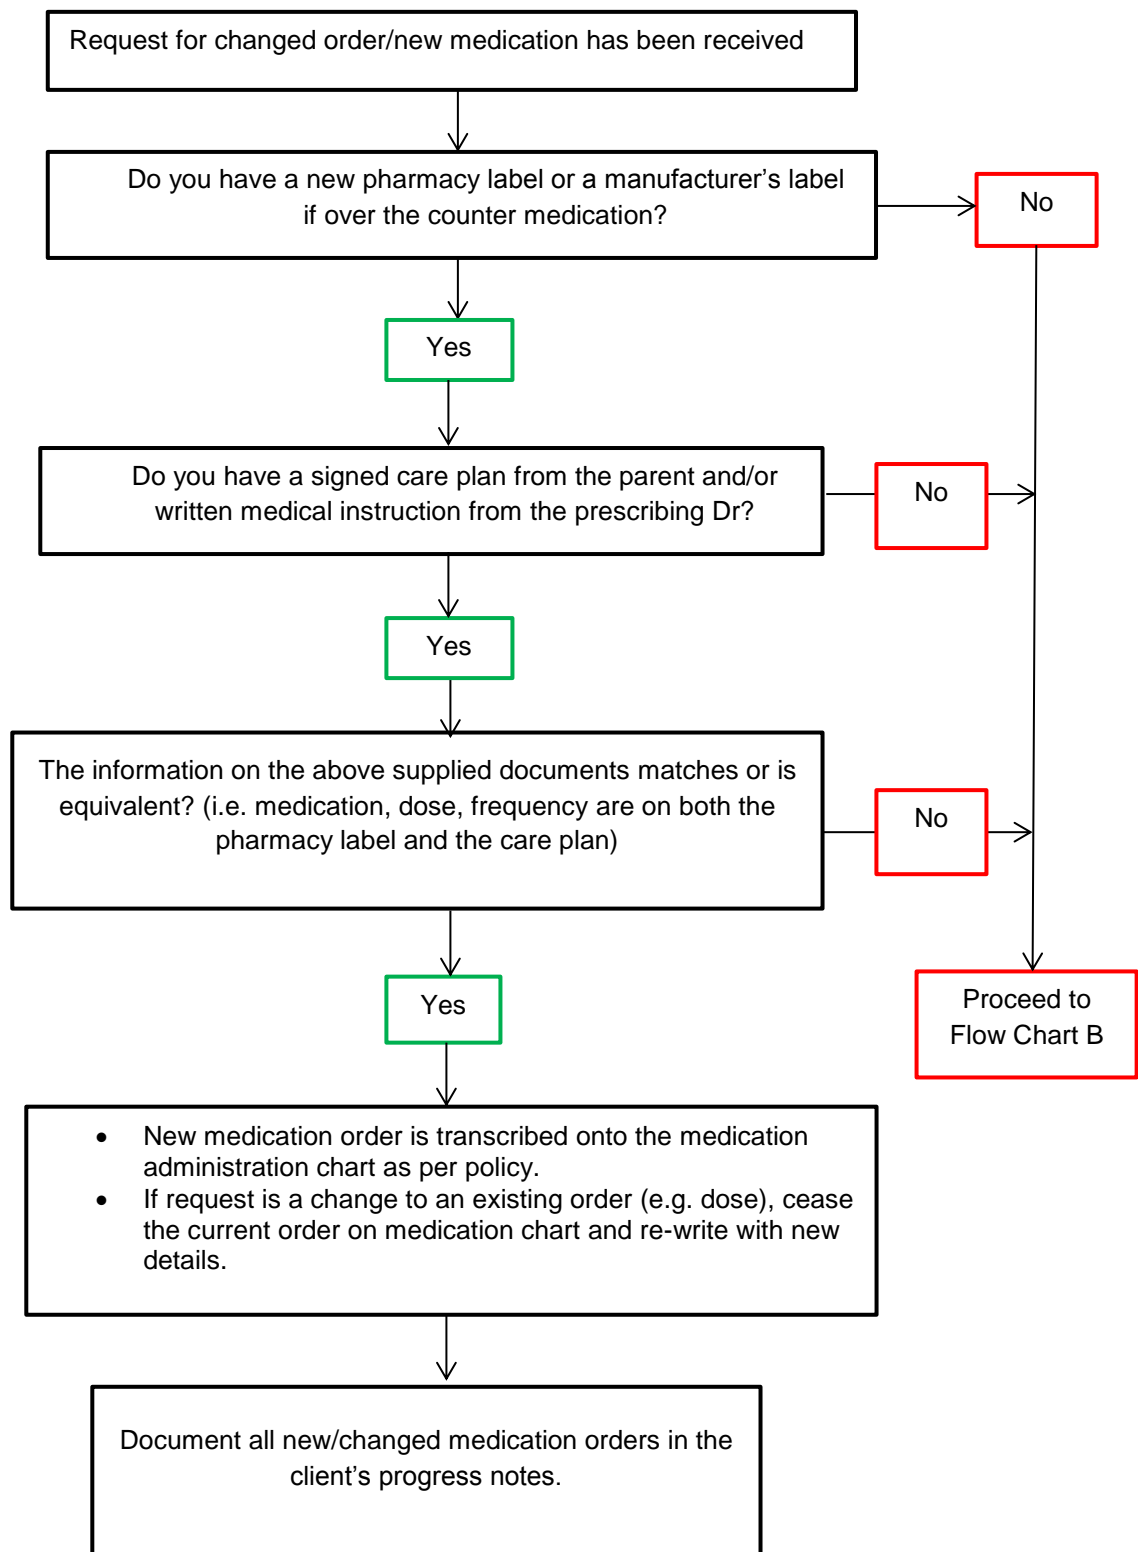 Request for changed order/new medication has been received
Do you have a new pharmacy label or a manufacturer’s label
if over the counter medication?
No
Yes
Do you have a signed care plan from the parent and/or
written medical instruction from the prescribing Dr?
No
Yes
The information on the above supplied documents matches or is
equivalent? (i.e. medication, dose, frequency are on both the
pharmacy label and the care plan)
No
Yes
Proceed to
Flow Chart B
• New medication order is transcribed onto the medication
administration chart as per policy.
• If request is a change to an existing order (e.g. dose), cease
the current order on medication chart and re-write with new
details.
Document all new/changed medication orders in the
client’s progress notes.